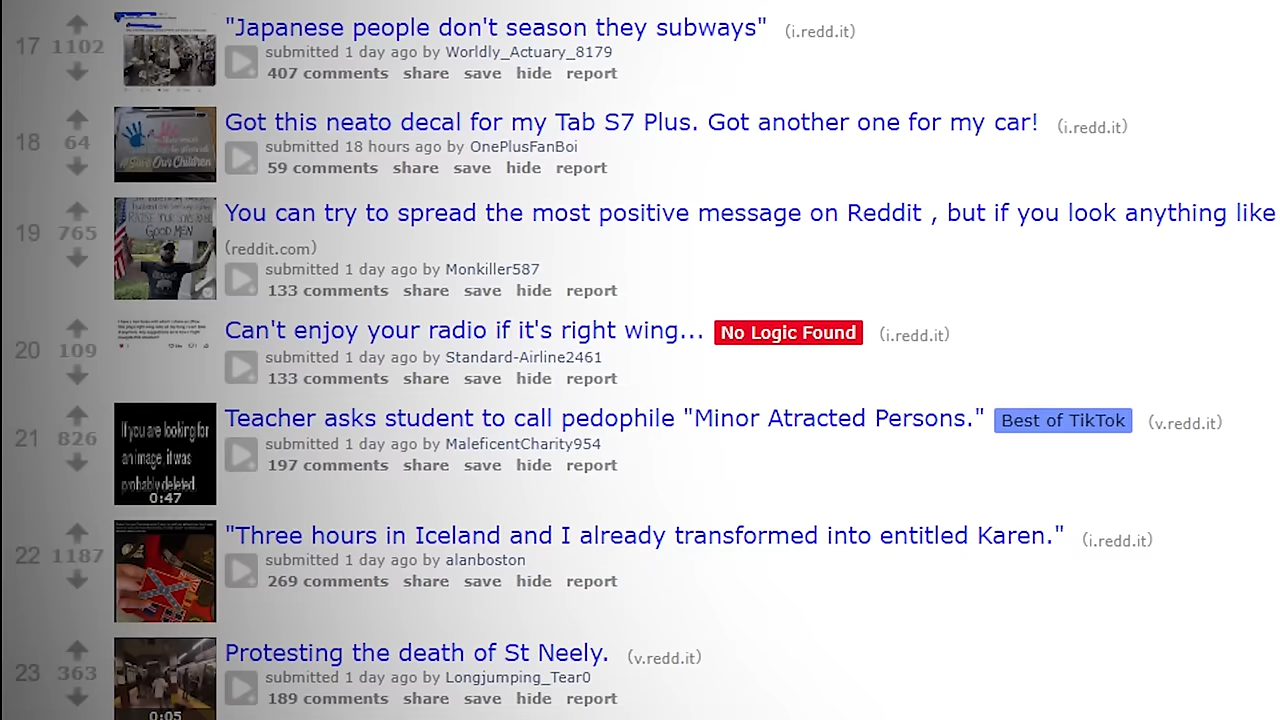 17
1102
"Japanese people don't season they subways" (i.redd.it)
submitted 1 day ago by Worldly_Actuary_8179
407 comments share save hide report
18
64
Got this neato decal for my Tab S7 Plus. Got another one for my car! (i.redd.it)
submitted 18 hours ago by OnePlusFanBoi
59 comments share save hide report
Save Our Children
19
765
You can try to spread the most positive message on Reddit , but if you look anything like
(reddit.com)
submitted 1 day ago by Monkiller587
133 comments share save hide report
GOOD MEN
20
109
Can't enjoy your radio if it's right wing... No Logic Found (i.redd.it)
submitted 1 day ago by Standard-Airline2461
133 comments share save hide report
21
826
Teacher asks student to call pedophile "Minor Atracted Persons." Best of TikTok (v.redd.it)
submitted 1 day ago by MaleficentCharity954
197 comments share save hide report
If you are looking for
an image, it was
probably deleted.
0:47
22
1187
"Three hours in Iceland and I already transformed into entitled Karen." (i.redd.it)
submitted 1 day ago by alanboston
269 comments share save hide report
23
363
Protesting the death of St Neely. (v.redd.it)
submitted 1 day ago by Longjumping_Tear0
189 comments share save hide report
0:05